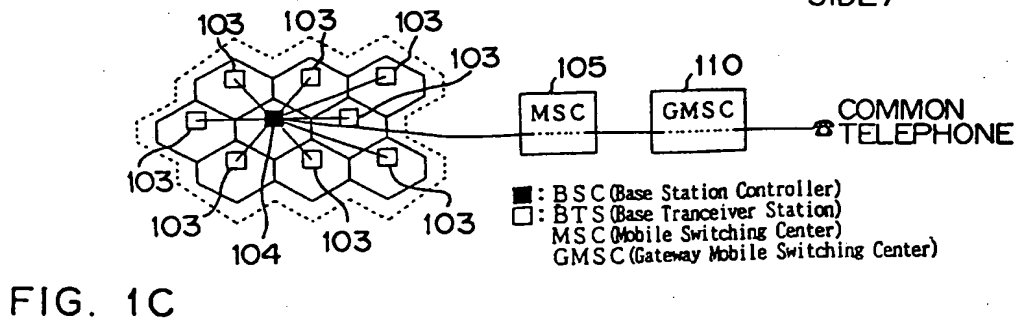 SIDE7
103 103 103
103
105 110
MSC GMSC
COMMON
TELEPHONE
103
103 103 103
104
■: BSC (Base Station Controller)
□: BTS (Base Tranceiver Station)
MSC (Mobile Switching Center)
GMSC (Gateway Mobile Switching Center)
FIG. 1C